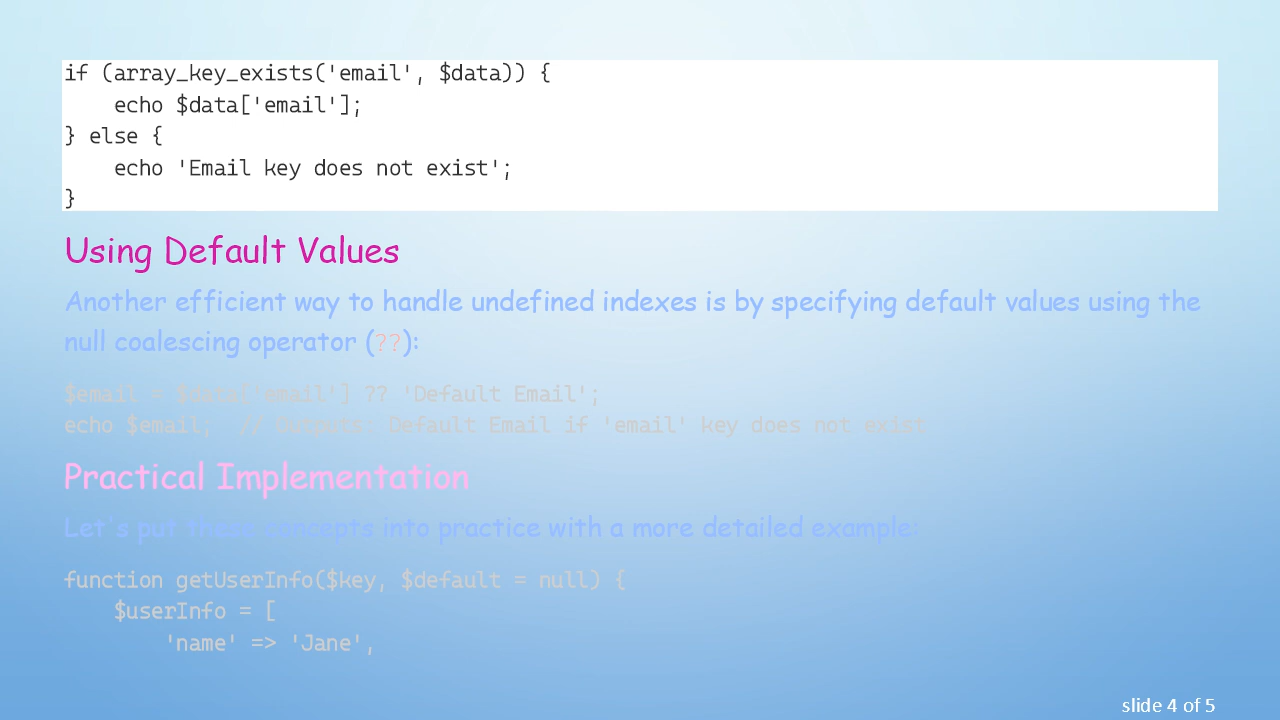 if (array_key_exists('email', $data)) {
    echo $data['email'];
} else {
    echo 'Email key does not exist';
}
Using Default Values
Another efficient way to handle undefined indexes is by specifying default values using the
null coalescing operator (??):
$email = $data['email'] ?? 'Default Email';
echo $email;  // Outputs: Default Email if 'email' key does not exist
Practical Implementation
Let's put these concepts into practice with a more detailed example:
function getUserInfo($key, $default = null) {
    $userInfo = [
        'name' => 'Jane',
slide 4 of 5